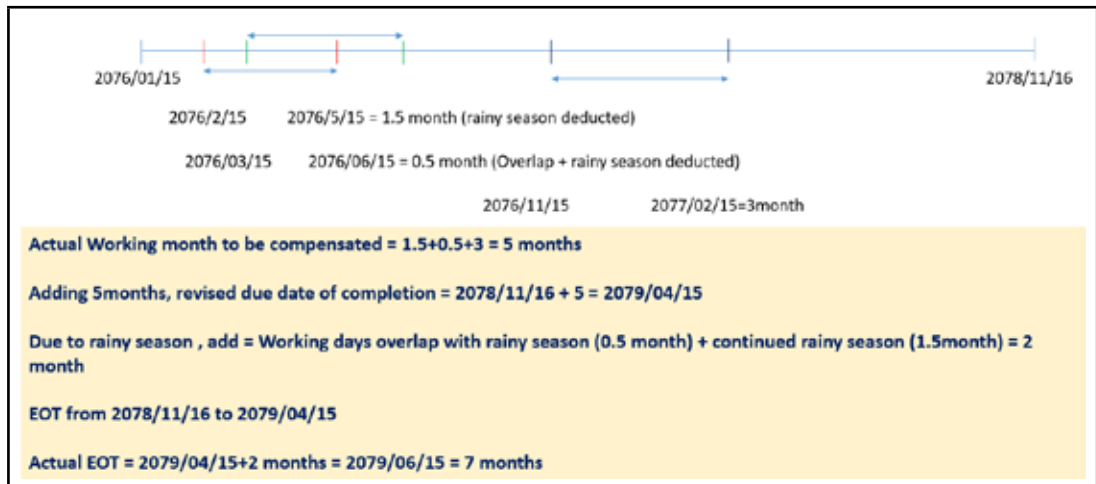 2076/01/15
2078/11/16
2076/2/15 2076/5/15 = 1.5 month (rainy season deducted)
2076/03/15 2076/06/15 = 0.5 month (Overlap + rainy season deducted)
2076/11/15 2077/02/15=3month
Actual Working month to be compensated = 1.5+0.5+3 = 5 months
Adding 5months, revised due date of completion = 2078/11/16 + 5 = 2079/04/15
Due to rainy season , add = Working days overlap with rainy season (0.5 month) + continued rainy season (1.5month) = 2
month
EOT from 2078/11/16 to 2079/04/15
Actual EOT = 2079/04/15+2 months = 2079/06/15 = 7 months